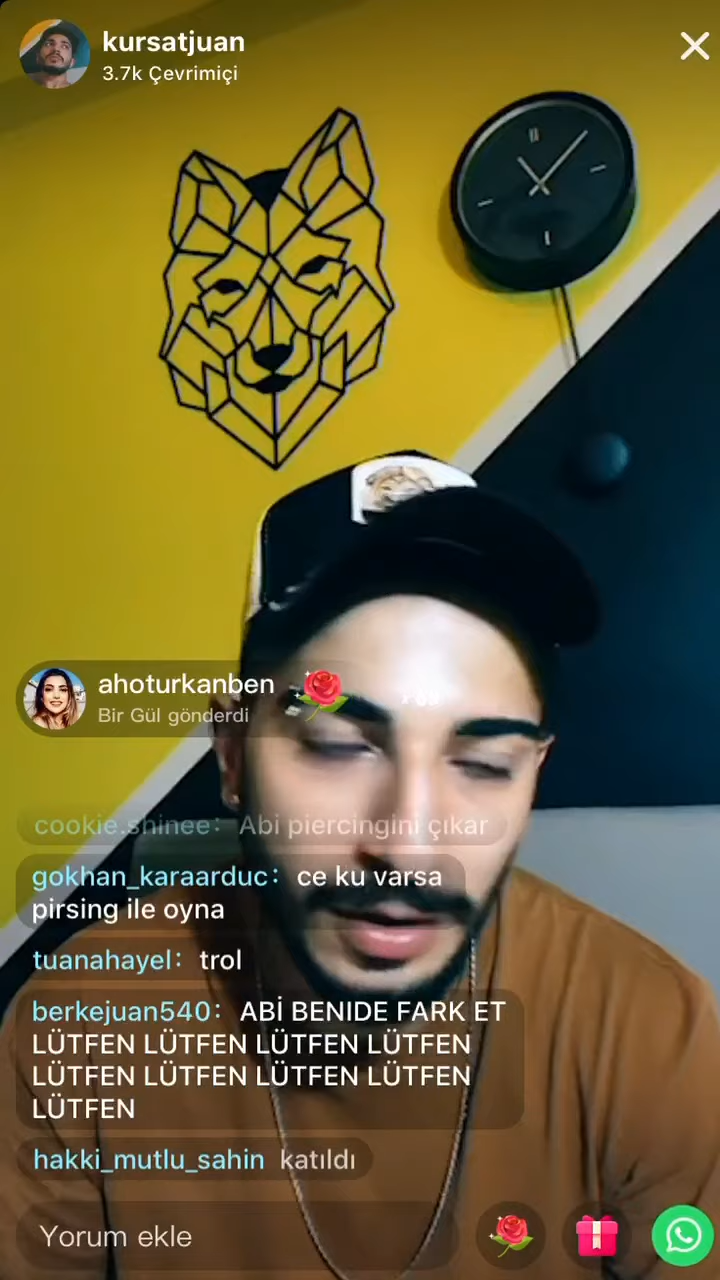 kursatjuan
3.7k Çevrimiçi
ahoturkanben
Bir Gül gönderdi
cookie.shinee: Abi piercingini çıkar
gokhan_karaarduc: ce ku varsa
pirsing ile oyna
tuanahayel: trol
berkejuan540: ABİ BENIDE FARK ET
LÜTFEN LÜTFEN LÜTFEN LÜTFEN
LÜTFEN LÜTFEN LÜTFEN LÜTFEN
LÜTFEN
hakki_mutlu_sahin katıldı
Yorum ekle